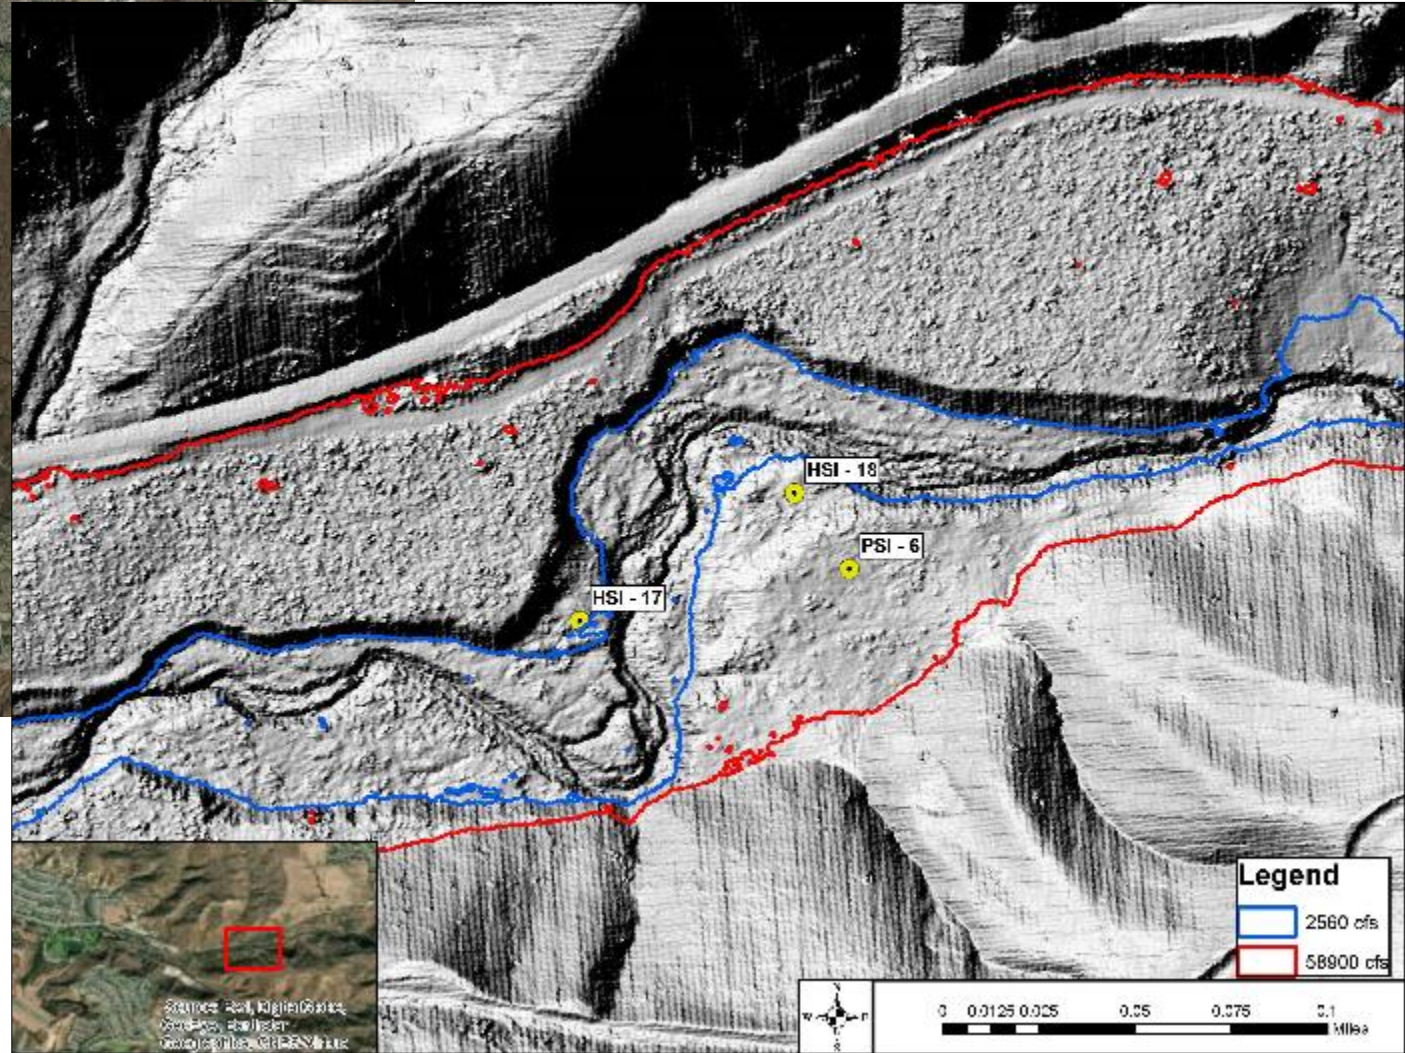 HSI - 18
PSI - 6
HSI - 17
Legend
2560 cfs
58900 cfs
N
W
S
0 0.0125 0.025 0.05 0.075 0.1
Miles